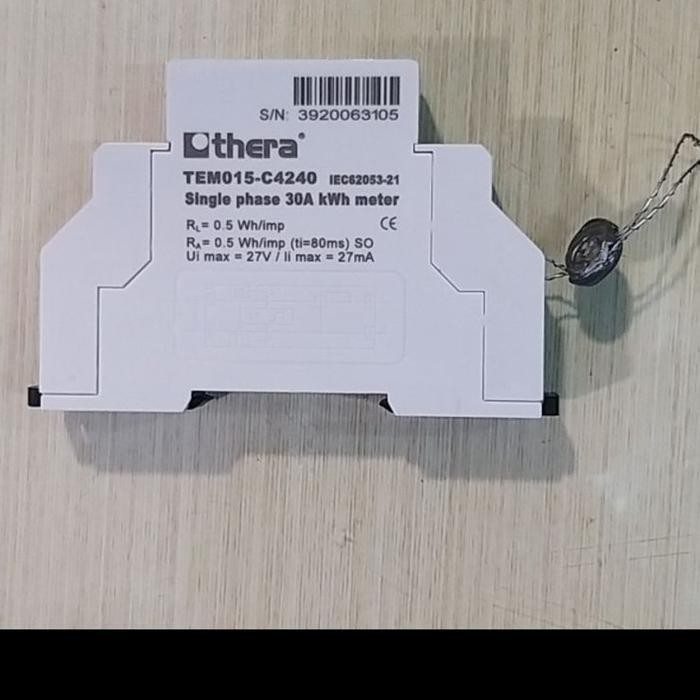 S/N: 3920063105
thera®
TEM015-C4240 IEC62053-21
Single phase 30A kWh meter
RL= 0.5 Wh/imp CE
RA= 0.5 Wh/imp (ti=80ms) SO
Ui max = 27V / Ii max = 27mA